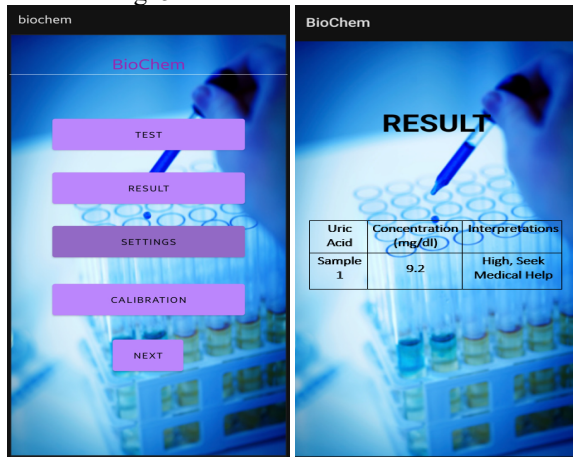 biochem
BioChem
TEST
RESULT
SETTINGS
CALIBRATION
NEXT
BioChem
RESULT
Uric Acid Concentration (mg/dl) Interpretations
Sample 1 9.2 High, Seek Medical Help